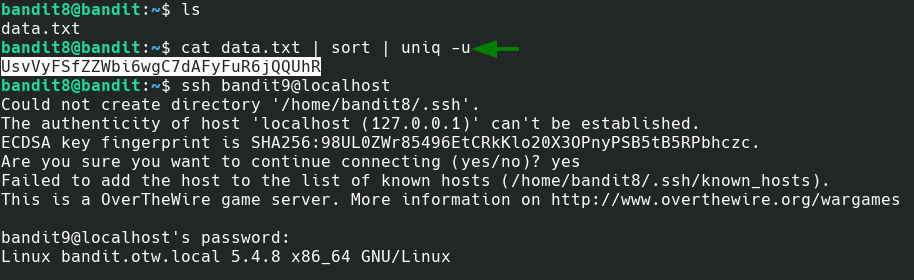 bandit8@bandit:~$ ls
data.txt
bandit8@bandit:~$ cat data.txt | sort | uniq -u
UsvVyFSfZZWbi6wgC7dAFyFuR6jQQUhR
bandit8@bandit:~$ ssh bandit9@localhost
Could not create directory '/home/bandit8/.ssh'.
The authenticity of host 'localhost (127.0.0.1)' can't be established.
ECDSA key fingerprint is SHA256:98UL0ZWr85496EtCRkKlo20X3OPnyPSB5tB5RPbhczc.
Are you sure you want to continue connecting (yes/no)? yes
Failed to add the host to the list of known hosts (/home/bandit8/.ssh/known_hosts).
This is a OverTheWire game server. More information on http://www.overthewire.org/wargames
bandit9@localhost's password:
Linux bandit.otw.local 5.4.8 x86_64 GNU/Linux